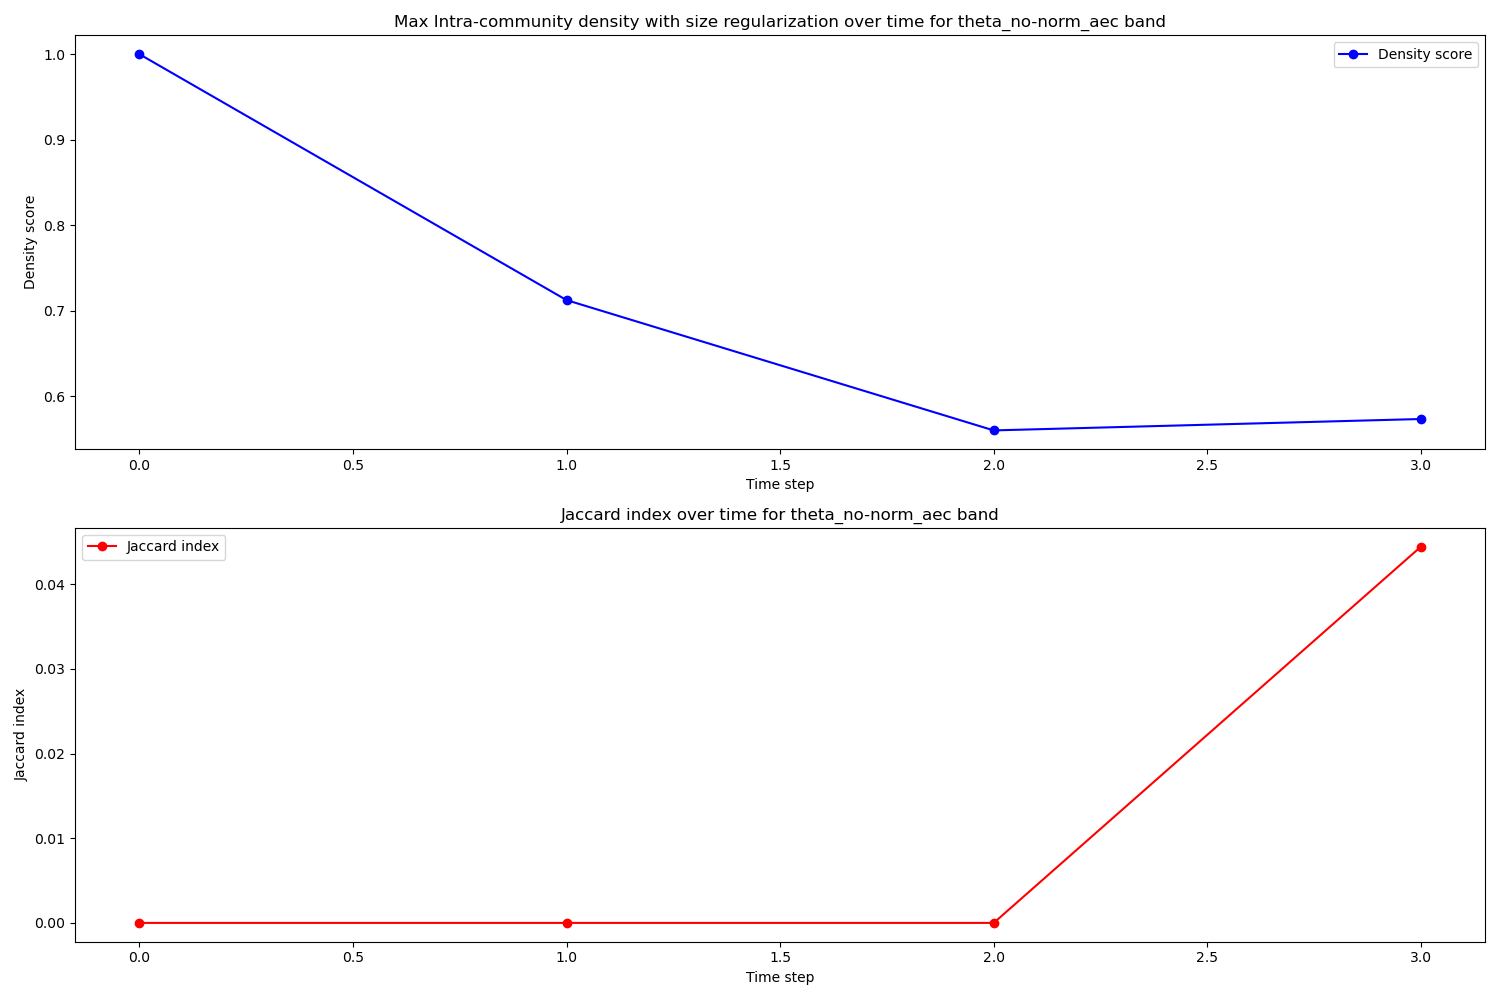 Max Intra-community density with size regularization over time for theta_no-norm_aec band
Density score
1.0
0.9
0.8
0.7
0.6
Density score
0.0 0.5 1.0 1.5 2.0 2.5 3.0
Time step
Jaccard index over time for theta_no-norm_aec band
Jaccard index
0.04
0.03
0.02
0.01
0.00
Jaccard index
0.0 0.5 1.0 1.5 2.0 2.5 3.0
Time step